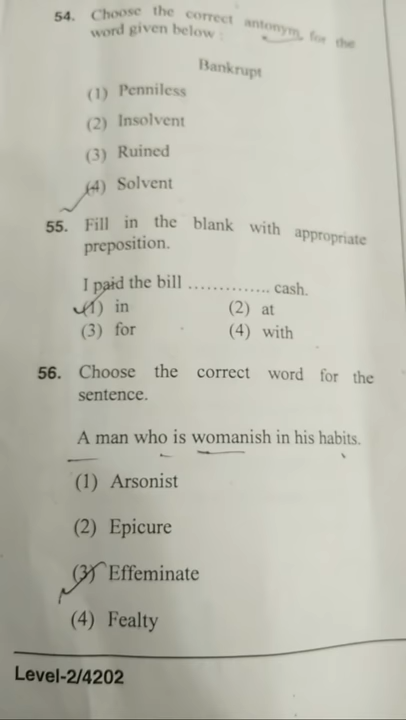 54. Choose the correct antonym for the
word given below :
Bankrupt
(1) Penniless
(2) Insolvent
(3) Ruined
(4) Solvent
55. Fill in the blank with appropriate
preposition.
I paid the bill ............. cash.
(1) in (2) at
(3) for (4) with
56. Choose the correct word for the
sentence.
A man who is womanish in his habits.
(1) Arsonist
(2) Epicure
(3) Effeminate
(4) Fealty
Level-2/4202